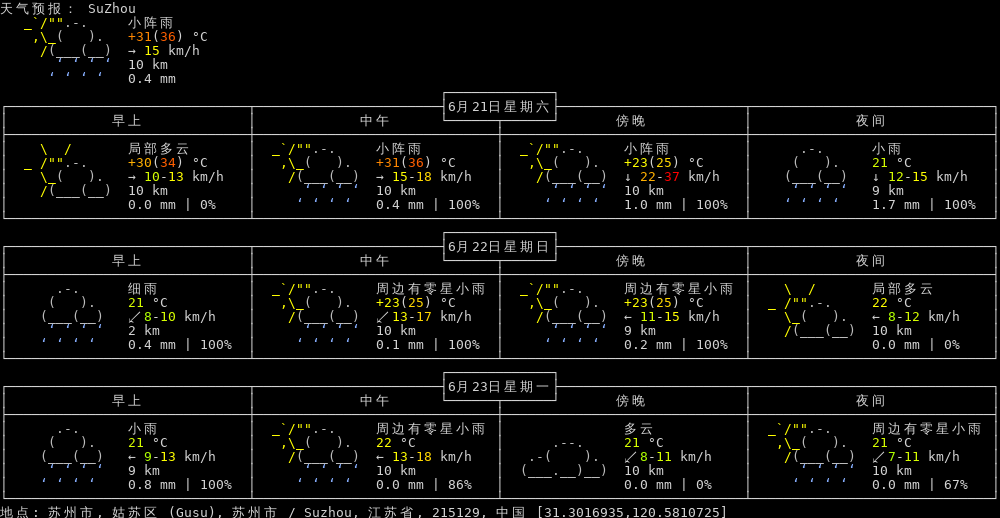 天气预报： SuZhou
小阵雨
+31(36) °C
→ 15 km/h
10 km
0.4 mm
6月21日星期六
早上 中午 傍晚 夜间
局部多云 小阵雨 小阵雨 小雨
+30(34) °C +31(36) °C +23(25) °C 21 °C
→ 10-13 km/h → 15-18 km/h ↓ 22-37 km/h ↓ 12-15 km/h
10 km 10 km 10 km 9 km
0.0 mm | 0% 0.4 mm | 100% 1.0 mm | 100% 1.7 mm | 100%
6月22日星期日
早上 中午 傍晚 夜间
细雨 周边有零星小雨 周边有零星小雨 局部多云
21 °C +23(25) °C +23(25) °C 22 °C
↙ 8-10 km/h ↙ 13-17 km/h ← 11-15 km/h ← 8-12 km/h
2 km 10 km 9 km 10 km
0.4 mm | 100% 0.1 mm | 100% 0.2 mm | 100% 0.0 mm | 0%
6月23日星期一
早上 中午 傍晚 夜间
小雨 周边有零星小雨 多云 周边有零星小雨
21 °C 22 °C 21 °C 21 °C
← 9-13 km/h ← 13-18 km/h ↙ 8-11 km/h ↙ 7-11 km/h
9 km 10 km 10 km 10 km
0.8 mm | 100% 0.0 mm | 86% 0.0 mm | 0% 0.0 mm | 67%
地点: 苏州市, 姑苏区 (Gusu), 苏州市 / Suzhou, 江苏省, 215129, 中国 [31.3016935,120.5810725]